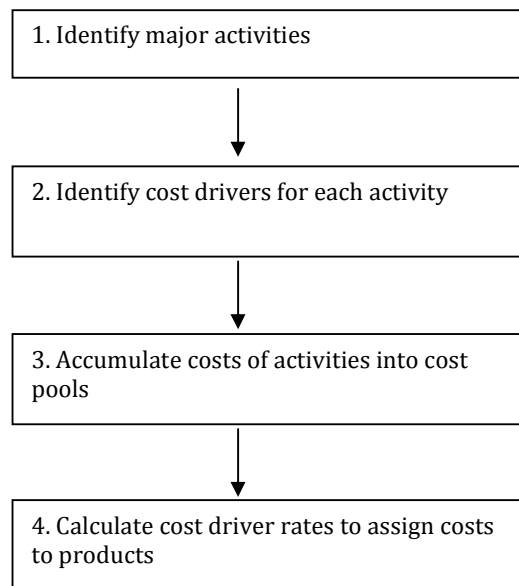 1. Identify major activities
2. Identify cost drivers for each activity
3. Accumulate costs of activities into cost
pools
4. Calculate cost driver rates to assign costs
to products